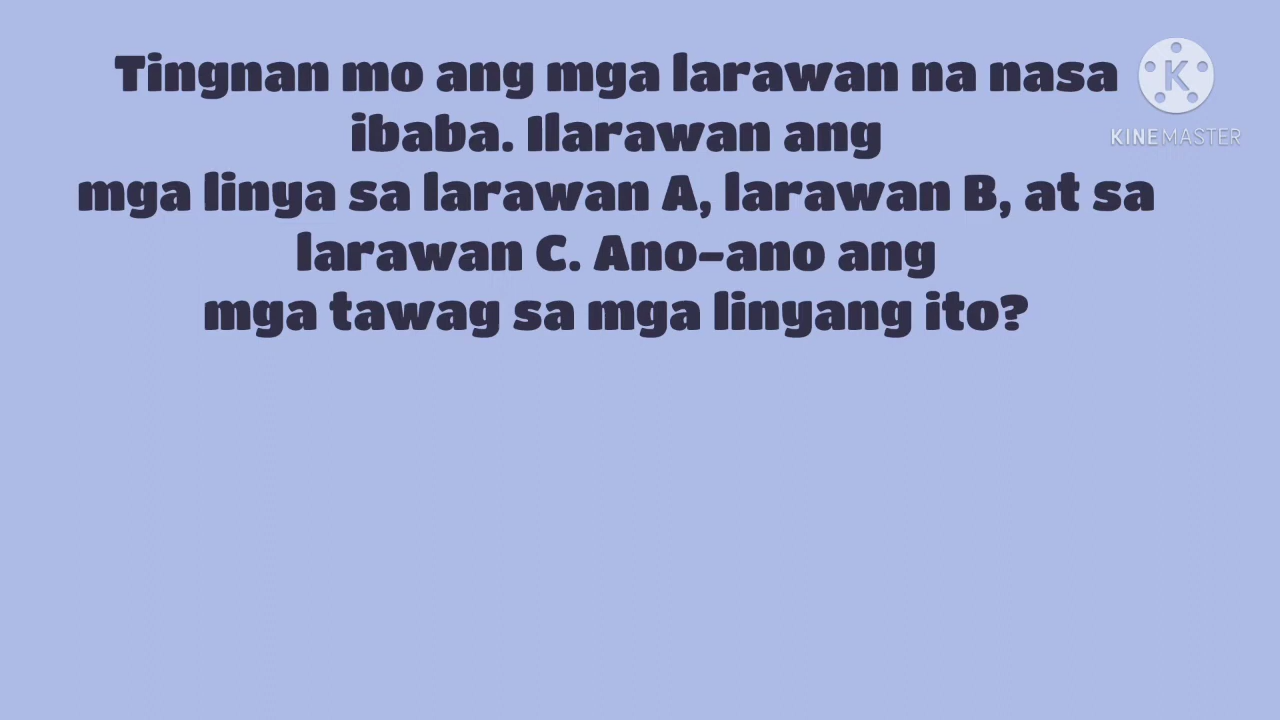 Tingnan mo ang mga larawan na nasa
ibaba. Ilarawan ang
mga linya sa larawan A, larawan B, at sa
larawan C. Ano-ano ang
mga tawag sa mga linyang ito?
K
KINEMASTER